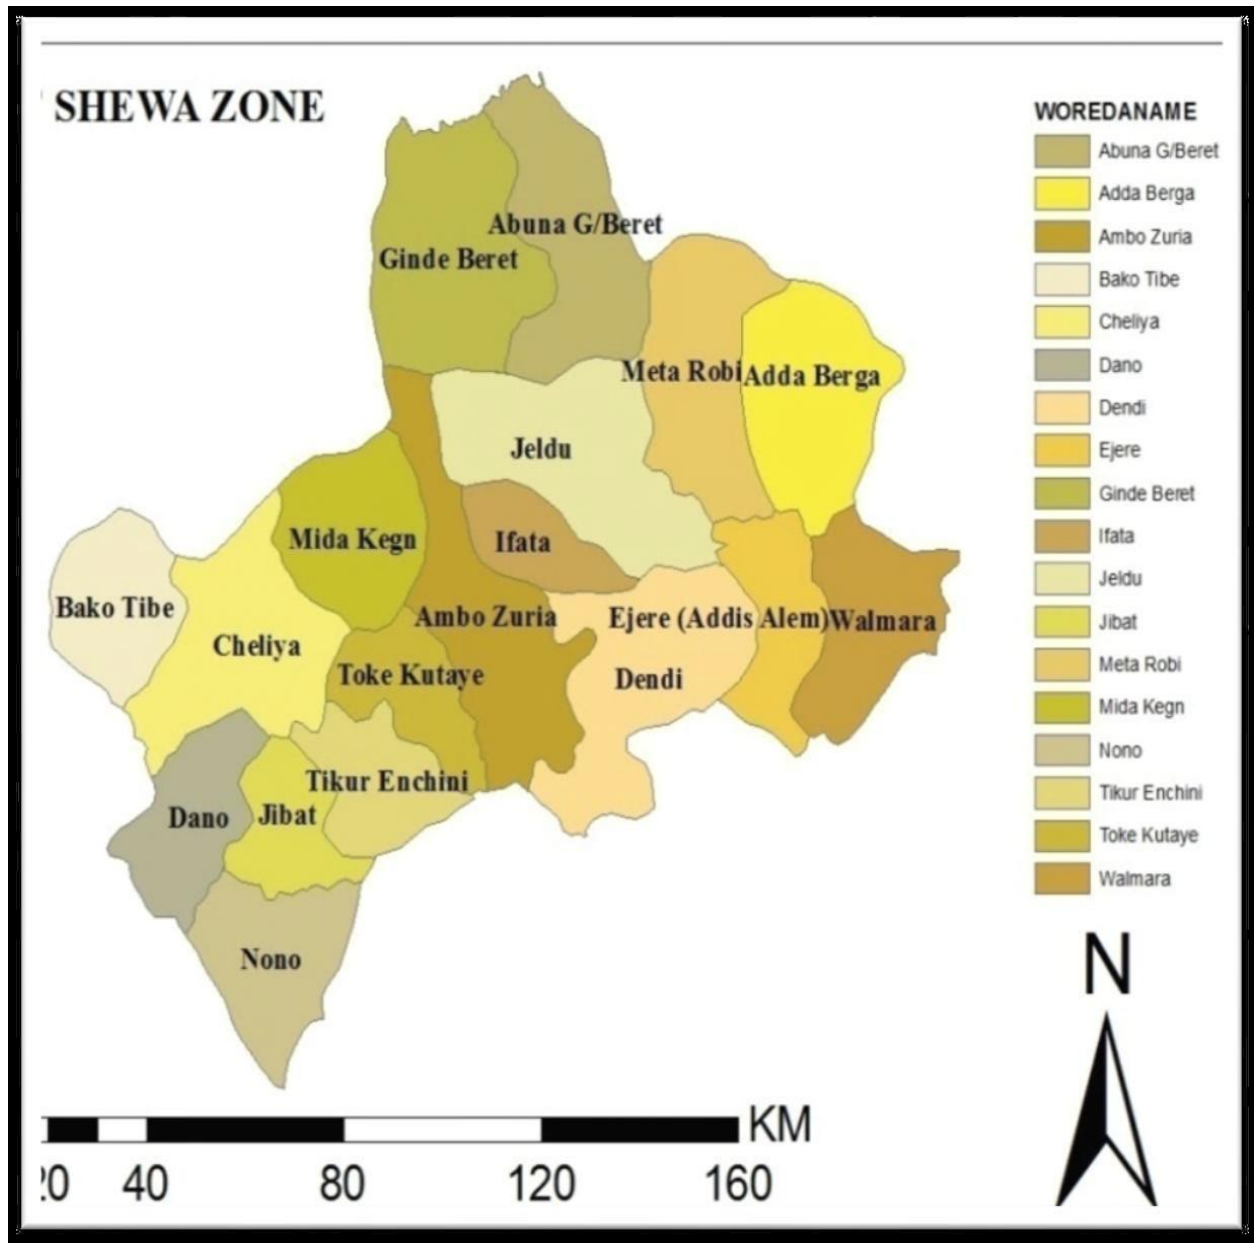 SHEWA ZONE
WOREDANAME
Abuna G/Beret
Adda Berga
Ambo Zuria
Bako Tibe
Cheliya
Dano
Dendi
Ejere
Ginde Beret
Ifata
Jeldu
Jibat
Meta Robi
Mida Kegn
Nono
Tikur Enchini
Toke Kutaye
Walmara
Abuna G/Beret
Ginde Beret
Meta Robi
Adda Berga
Jeldu
Mida Kegn
Ifata
Bako Tibe
Ambo Zuria
Ejere (Addis Alem)
Walmara
Cheliya
Toke Kutaye
Dendi
Tikur Enchini
Dano
Jibat
Nono
N
KM
40 80 120 160